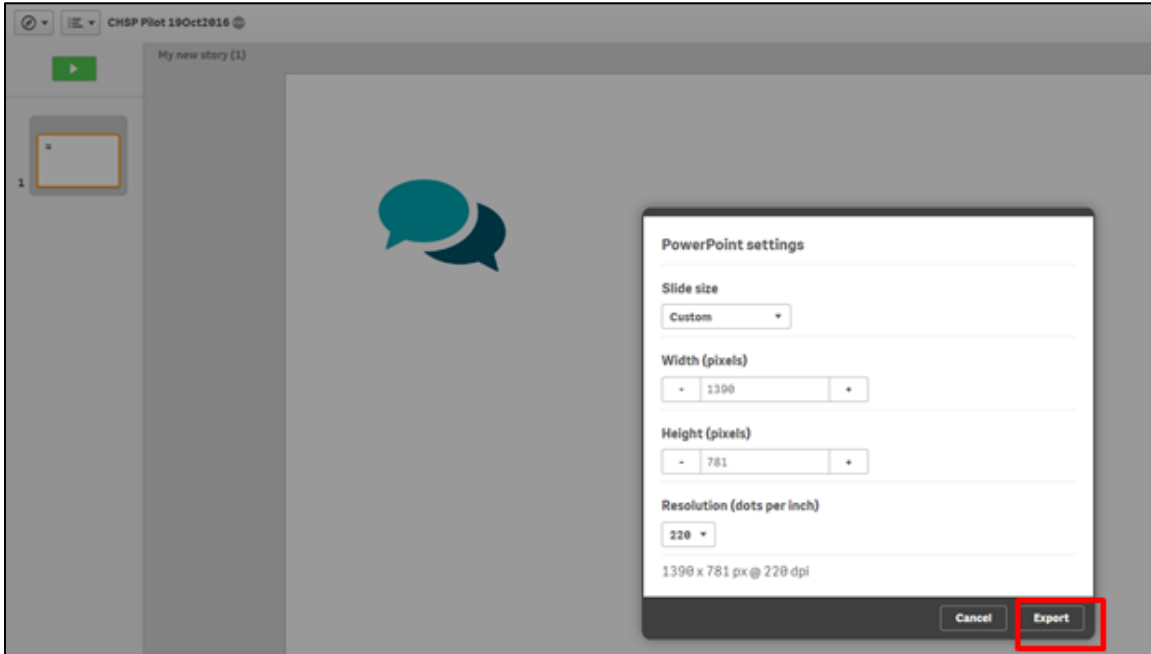 CHSP Pilot 19Oct2016
My new story (1)
1
PowerPoint settings
Slide size
Custom
Width (pixels)
- 1390 +
Height (pixels)
- 781 +
Resolution (dots per inch)
220
1390 x 781 px @ 220 dpi
Cancel Export